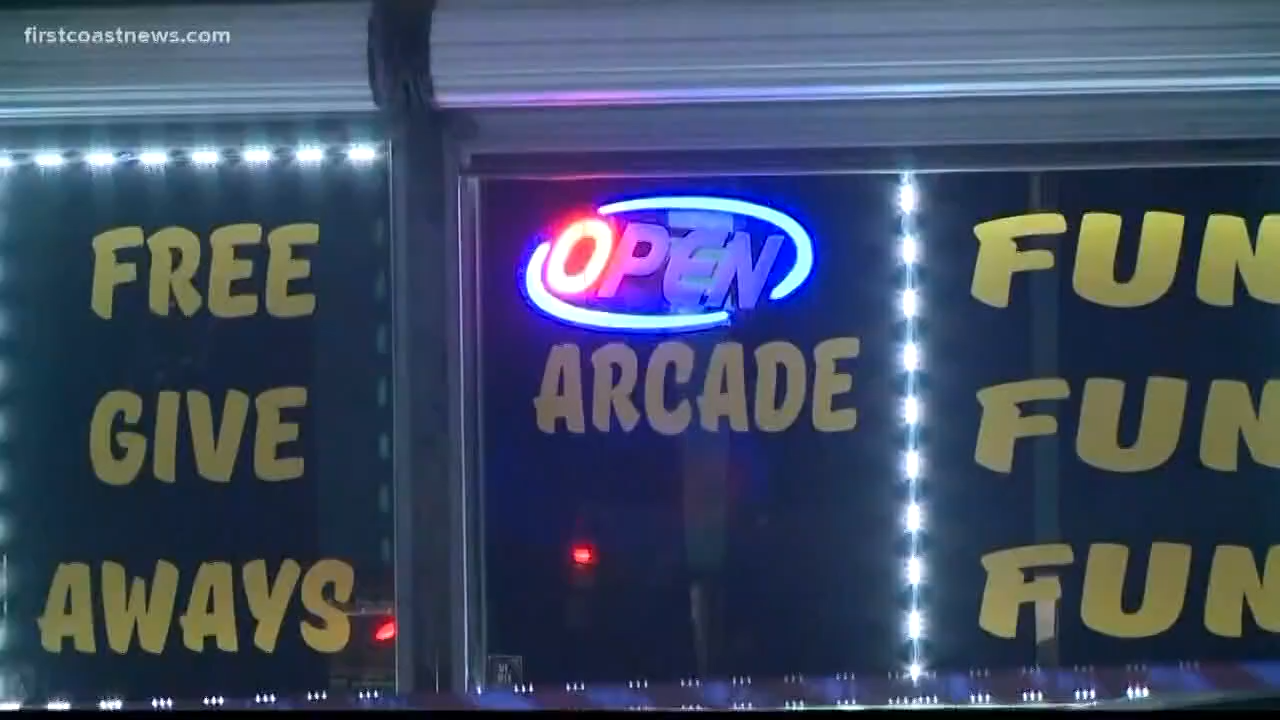 firstcoastnews.com
FREE
GIVE
AWAYS
OPEN
ARCADE
FUN
FUN
FUN